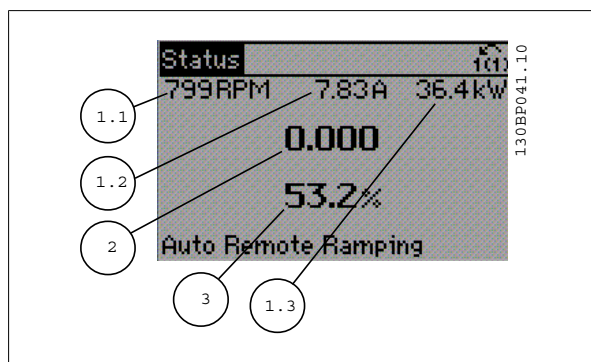 Status
1(1)
799RPM 7.83A 36.4kW
0.000
53.2%
Auto Remote Ramping
1.1
1.2
2
3
1.3
130BP041.10